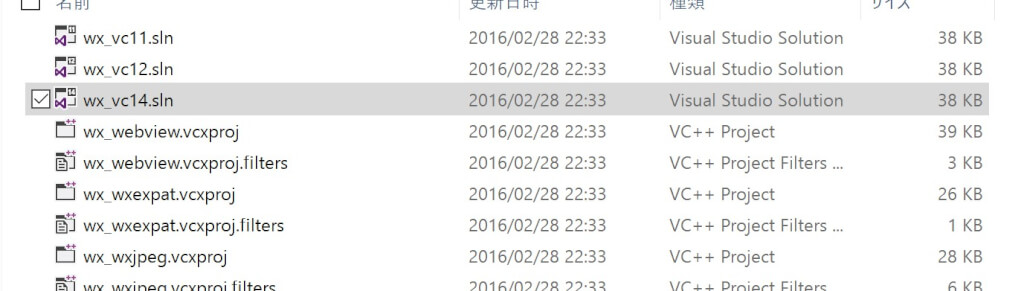 名前 更新日時 種類 サイズ
wx_vc11.sln 2016/02/28 22:33 Visual Studio Solution 38 KB
wx_vc12.sln 2016/02/28 22:33 Visual Studio Solution 38 KB
wx_vc14.sln 2016/02/28 22:33 Visual Studio Solution 38 KB
wx_webview.vcxproj 2016/02/28 22:33 VC++ Project 39 KB
wx_webview.vcxproj.filters 2016/02/28 22:33 VC++ Project Filters ... 3 KB
wx_wxexpat.vcxproj 2016/02/28 22:33 VC++ Project 26 KB
wx_wxexpat.vcxproj.filters 2016/02/28 22:33 VC++ Project Filters ... 1 KB
wx_wxjpeg.vcxproj 2016/02/28 22:33 VC++ Project 28 KB
wx_wxjpeg.vcxproj.filters 2016/02/28 22:33 VC++ Project Filters ... 6 KB